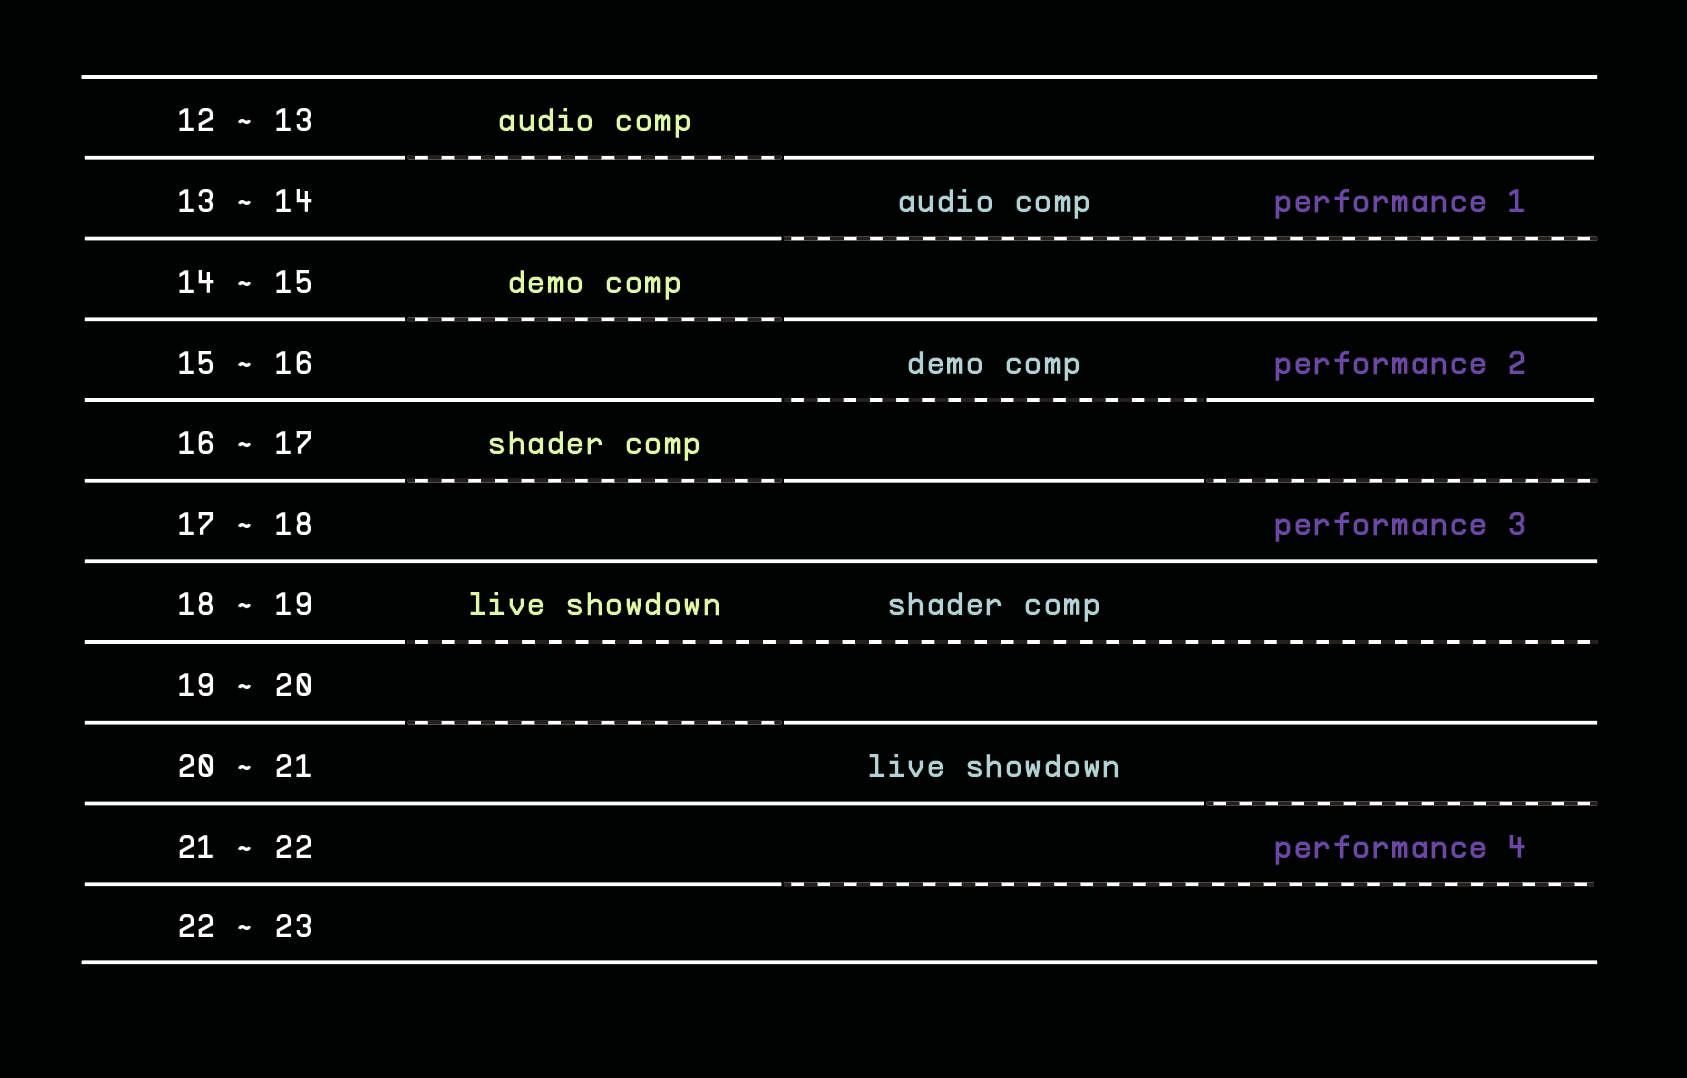 12 ~ 13 audio comp
13 ~ 14 audio comp performance 1
14 ~ 15 demo comp
15 ~ 16 demo comp performance 2
16 ~ 17 shader comp
17 ~ 18 performance 3
18 ~ 19 live showdown shader comp
19 ~ 20
20 ~ 21 live showdown
21 ~ 22 performance 4
22 ~ 23